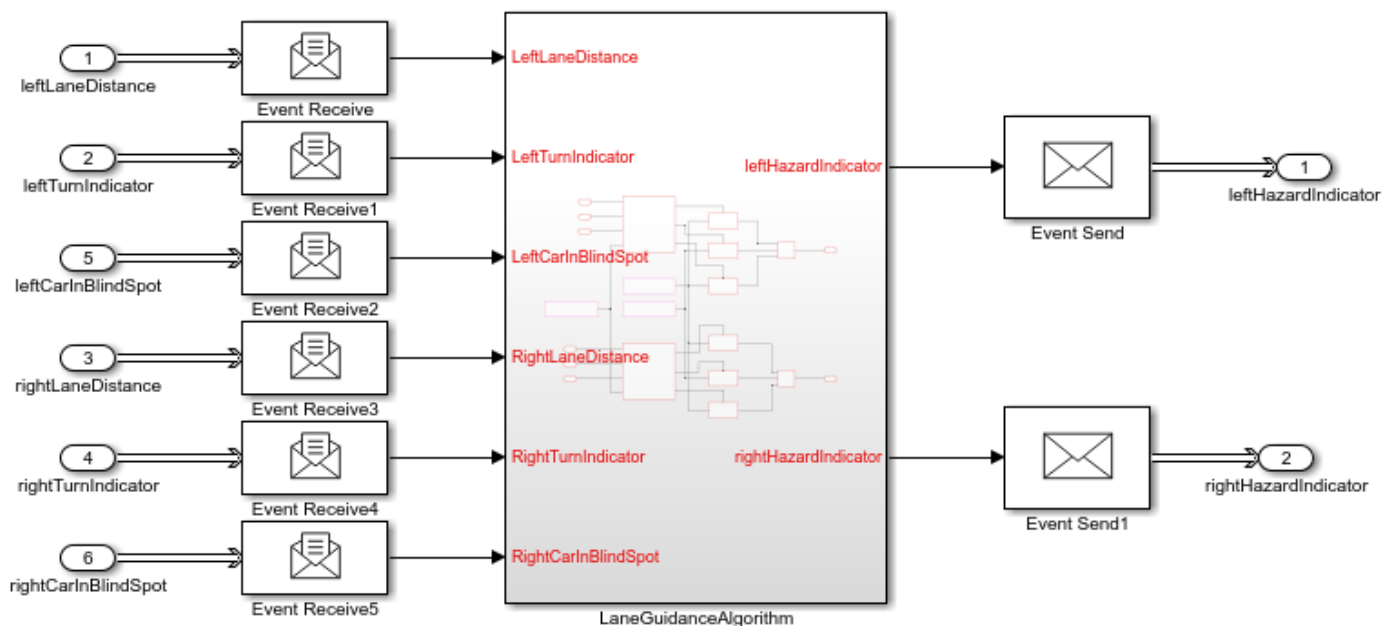 1
leftLaneDistance
Event Receive
LeftLaneDistance
2
leftTurnIndicator
Event Receive1
LeftTurnIndicator
5
leftCarInBlindSpot
Event Receive2
LeftCarInBlindSpot
3
rightLaneDistance
Event Receive3
RightLaneDistance
4
rightTurnIndicator
Event Receive4
RightTurnIndicator
6
rightCarInBlindSpot
Event Receive5
RightCarInBlindSpot
LaneGuidanceAlgorithm
leftHazardIndicator
Event Send
1
leftHazardIndicator
rightHazardIndicator
Event Send1
2
rightHazardIndicator